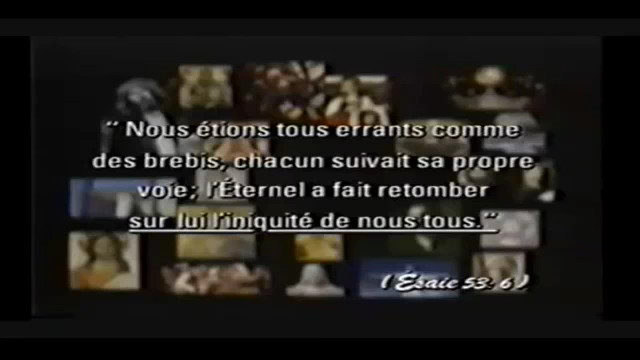 “ Nous étions tous errants comme
des brebis, chacun suivait sa propre
voie; l'Éternel a fait retomber
sur lui l'iniquité de nous tous.”
( Ésaïe 53: 6 )